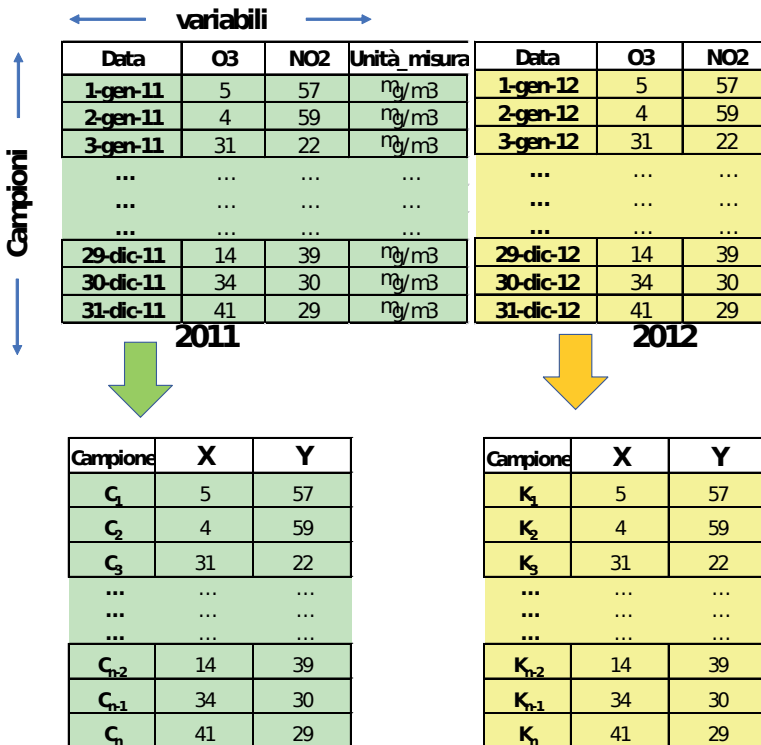 variabili
Campioni
Data O3 NO2 Unità_misura
1-gen-11 5 57 mg/m3
2-gen-11 4 59 mg/m3
3-gen-11 31 22 mg/m3
... ... ... ...
... ... ... ...
... ... ... ...
29-dic-11 14 39 mg/m3
30-dic-11 34 30 mg/m3
31-dic-11 41 29 mg/m3
2011
Data O3 NO2
1-gen-12 5 57
2-gen-12 4 59
3-gen-12 31 22
... ... ...
... ... ...
... ... ...
29-dic-12 14 39
30-dic-12 34 30
31-dic-12 41 29
2012
Campione X Y
C1 5 57
C2 4 59
C3 31 22
... ... ...
... ... ...
... ... ...
Cn-2 14 39
Cn-1 34 30
Cn 41 29
Campione X Y
K1 5 57
K2 4 59
K3 31 22
... ... ...
... ... ...
... ... ...
Kn-2 14 39
Kn-1 34 30
Kn 41 29